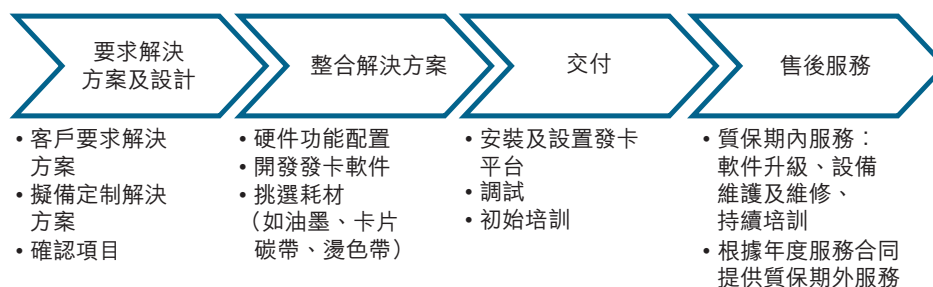 要求解決
方案及設計
整合解決方案
交付
售後服務
• 客戶要求解決
方案
• 擬備定制解決
方案
• 確認項目
• 硬件功能配置
• 開發發卡軟件
• 挑選耗材
（如油墨、卡片
碳帶、燙色帶）
• 安裝及設置發卡
平台
• 調試
• 初始培訓
• 質保期內服務：
軟件升級、設備
維護及維修、
持續培訓
• 根據年度服務合同
提供質保期外服務